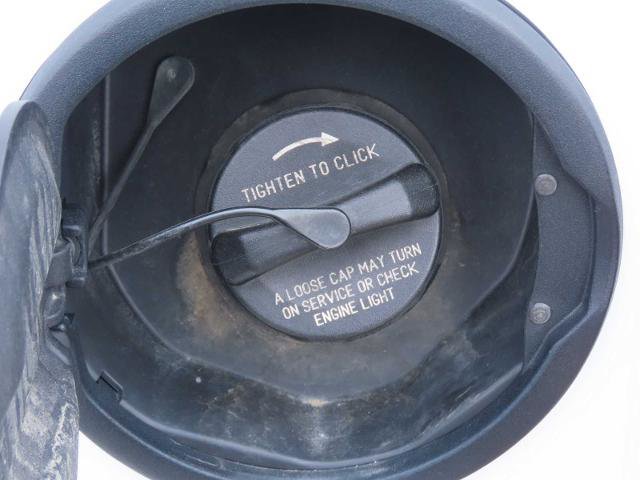 TIGHTEN TO CLICK
A LOOSE CAP MAY TURN
ON SERVICE OR CHECK
ENGINE LIGHT